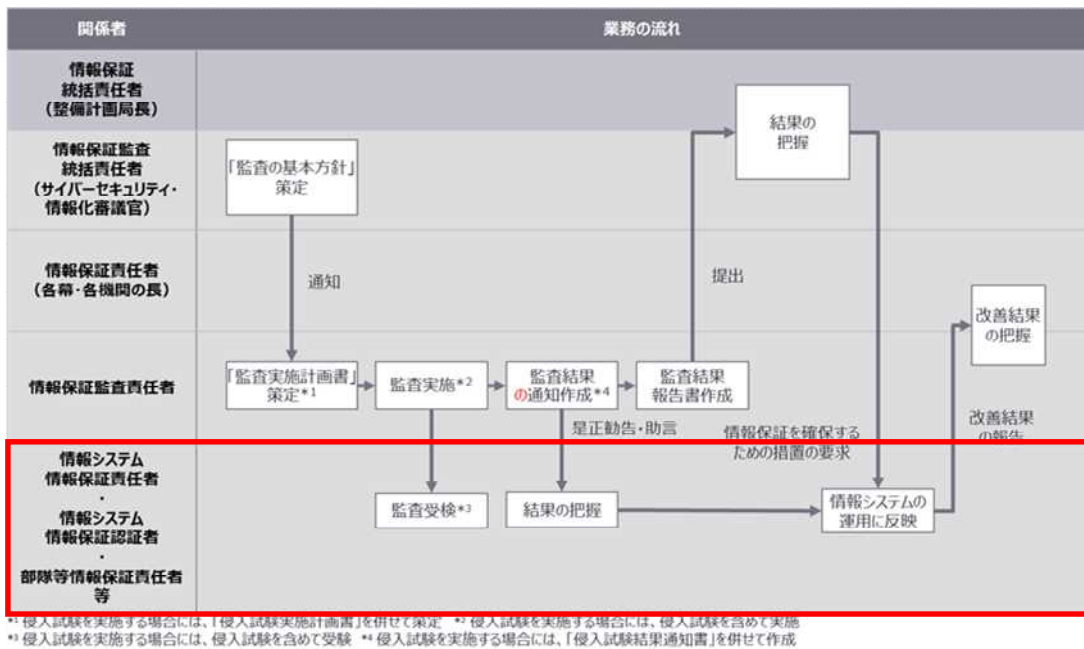 関係者
業務の流れ
情報保証
統括責任者
(整備計画局長)
結果の
把握
情報保証監査
統括責任者
(サイバーセキュリティ・
情報化審議官)
「監査の基本方針」
策定
情報保証責任者
(各幕・各機関の長)
通知
提出
改善結果
の把握
情報保証監査責任者
「監査実施計画書」
策定*1
監査実施*2
監査結果
の通知作成*4
監査結果
報告書作成
是正勧告・助言
情報保証を確保する
ための措置の要求
改善結果
の報告
情報システム
情報保証責任者
・
情報システム
情報保証認証者
・
部隊等情報保証責任者
等
監査受検*3
結果の把握
情報システムの
運用に反映
*1 侵入試験を実施する場合には、「侵入試験実施計画書」を併せて策定 *2 侵入試験を実施する場合には、侵入試験を含めて実施
*3 侵入試験を実施する場合には、侵入試験を含めて受験 *4 侵入試験を実施する場合には、「侵入試験結果通知書」を併せて作成